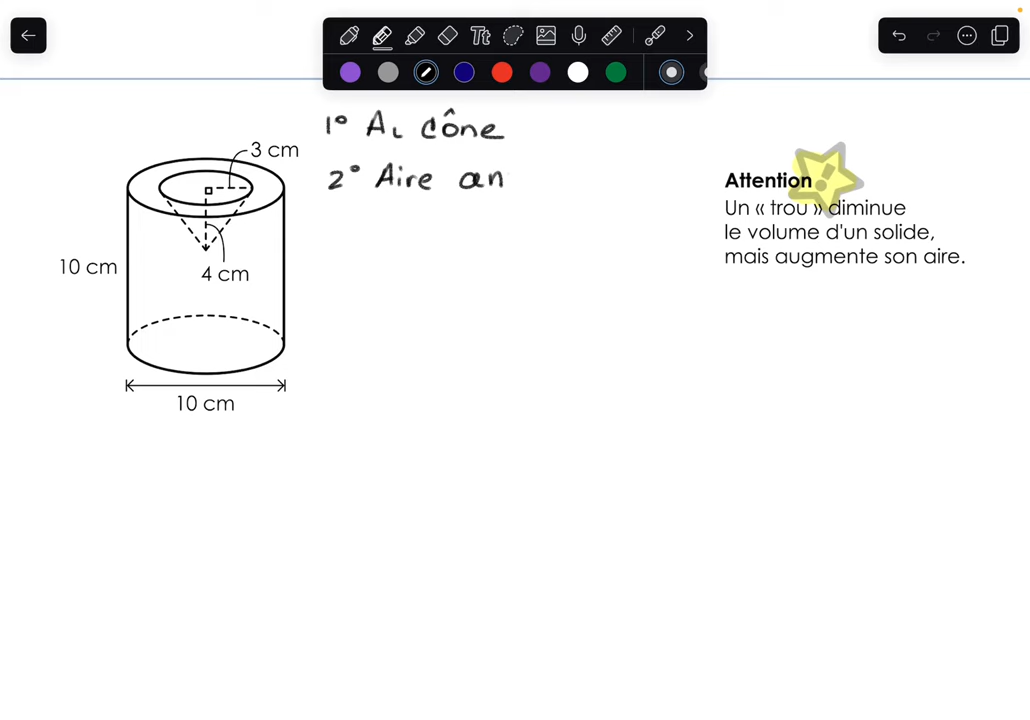 1° AL cône
2° Aire an
3 cm
10 cm
4 cm
10 cm
Attention
Un « trou » diminue
le volume d'un solide,
mais augmente son aire.
Tt